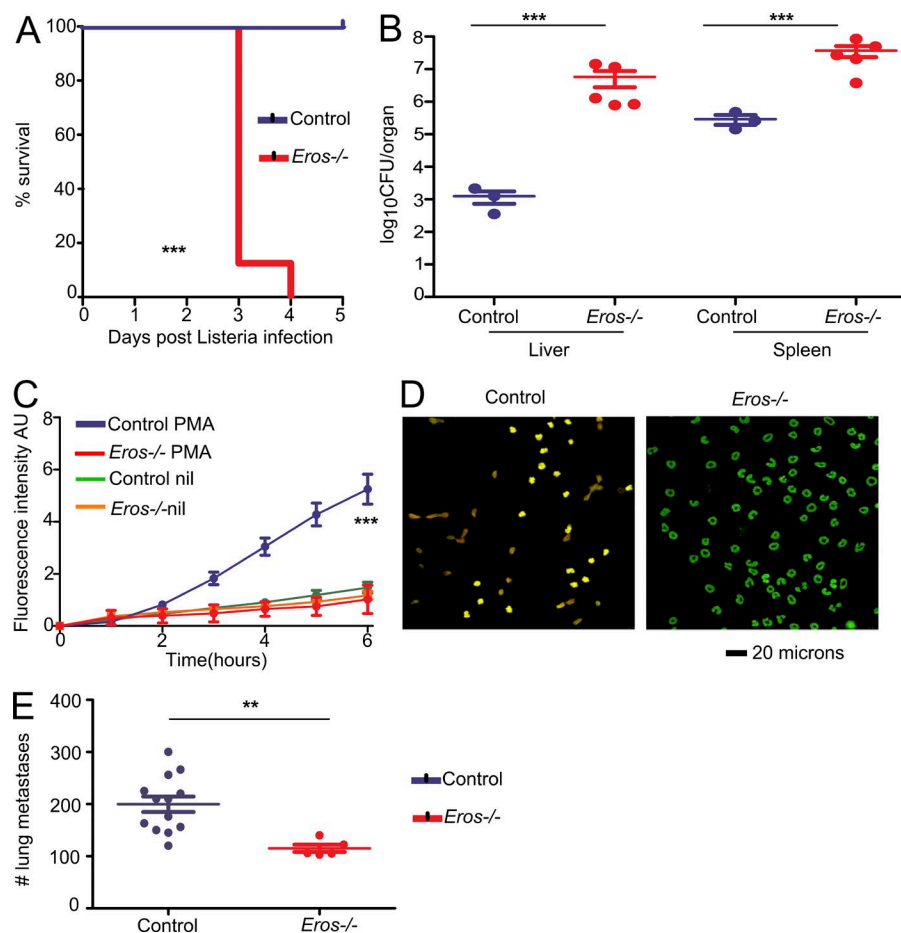 A
100
80
60
40
20
0
% survival
Control
Eros-/-
***
0 1 2 3 4 5
Days post Listeria infection
B
*** ***
8
7
6
5
4
3
2
1
0
log10CFU/organ
Control Eros-/- Control Eros-/-
Liver Spleen
C
8
6
4
2
0
Fluorescence intensity AU
Control PMA
Eros-/- PMA
Control nil
Eros-/-nil
***
0 2 4 6
Time(hours)
D
Control Eros-/-
20 microns
E
400
300
200
100
0
# lung metastases
**
Control
Eros-/-
Control Eros-/-